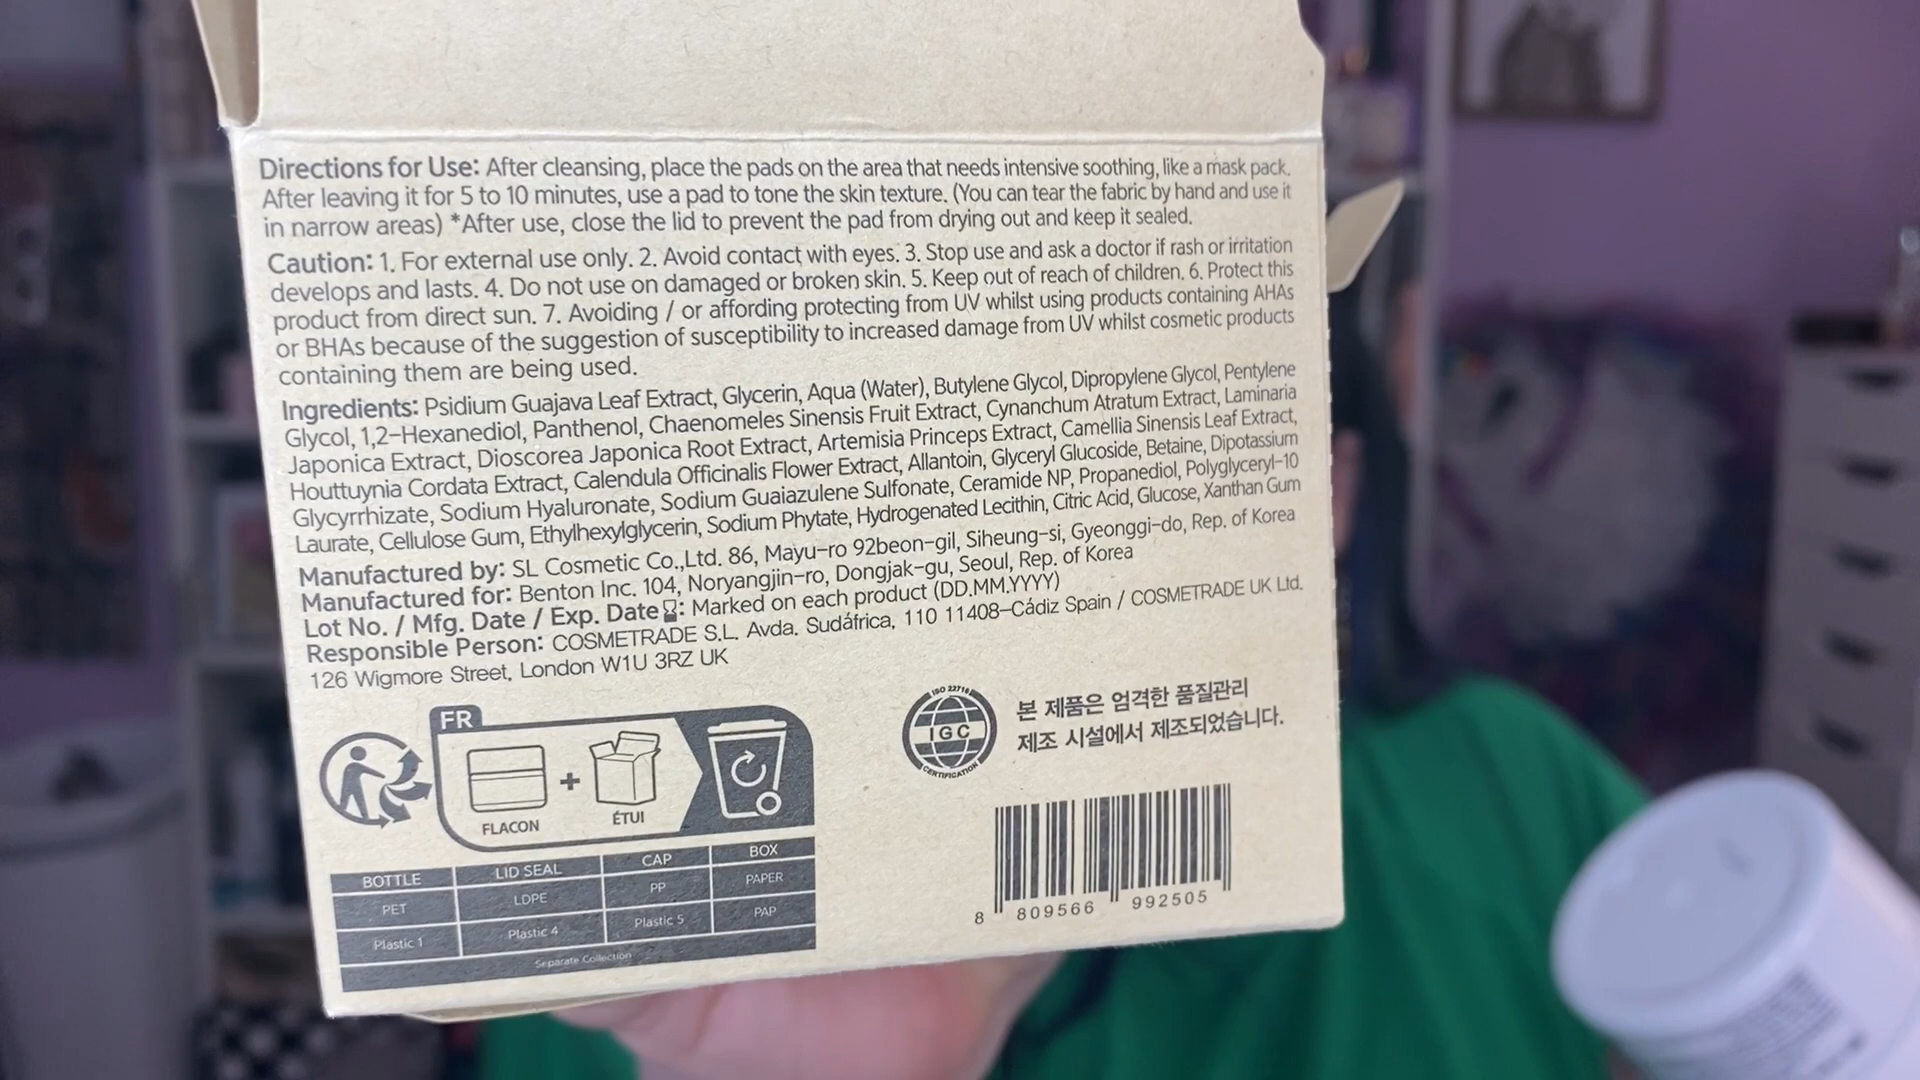 Directions for Use: After cleansing, place the pads on the area that needs intensive soothing, like a mask pack.
After leaving it for 5 to 10 minutes, use a pad to tone the skin texture. (You can tear the fabric by hand and use it
in narrow areas) *After use, close the lid to prevent the pad from drying out and keep it sealed.
Caution: 1. For external use only. 2. Avoid contact with eyes. 3. Stop use and ask a doctor if rash or irritation
develops and lasts. 4. Do not use on damaged or broken skin. 5. Keep out of reach of children. 6. Protect this
product from direct sun. 7. Avoiding / or affording protecting from UV whilst using products containing AHAs
or BHAs because of the suggestion of susceptibility to increased damage from UV whilst cosmetic products
containing them are being used.
Ingredients: Psidium Guajava Leaf Extract, Glycerin, Aqua (Water), Butylene Glycol, Dipropylene Glycol, Pentylene
Glycol, 1,2-Hexanediol, Panthenol, Chaenomeles Sinensis Fruit Extract, Cynanchum Atratum Extract, Laminaria
Japonica Extract, Dioscorea Japonica Root Extract, Artemisia Princeps Extract, Camellia Sinensis Leaf Extract,
Houttuynia Cordata Extract, Calendula Officinalis Flower Extract, Allantoin, Glyceryl Glucoside, Betaine, Dipotassium
Glycyrrhizate, Sodium Hyaluronate, Sodium Guaiazulene Sulfonate, Ceramide NP, Propanediol, Polyglyceryl-10
Laurate, Cellulose Gum, Ethylhexylglycerin, Sodium Phytate, Hydrogenated Lecithin, Citric Acid, Glucose, Xanthan Gum
Manufactured by: SL Cosmetic Co.,Ltd. 86, Mayu-ro 92beon-gil, Siheung-si, Gyeonggi-do, Rep. of Korea
Manufactured for: Benton Inc. 104, Noryangjin-ro, Dongjak-gu, Seoul, Rep. of Korea
Lot No. / Mfg. Date / Exp. Date : Marked on each product (DD.MM.YYYY)
Responsible Person: COSMETRADE S.L. Avda. Sudáfrica, 110 11408-Cádiz Spain / COSMETRADE UK Ltd.
126 Wigmore Street, London W1U 3RZ UK
FR
FLACON + ÉTUI
ISO 22716
IGC
CERTIFICATION
본 제품은 엄격한 품질관리
제조 시설에서 제조되었습니다.
BOTTLE LID SEAL CAP BOX
PET LDPE PP PAPER
Plastic 1 Plastic 4 Plastic 5 PAP
Separate Collection
8 809566 992505